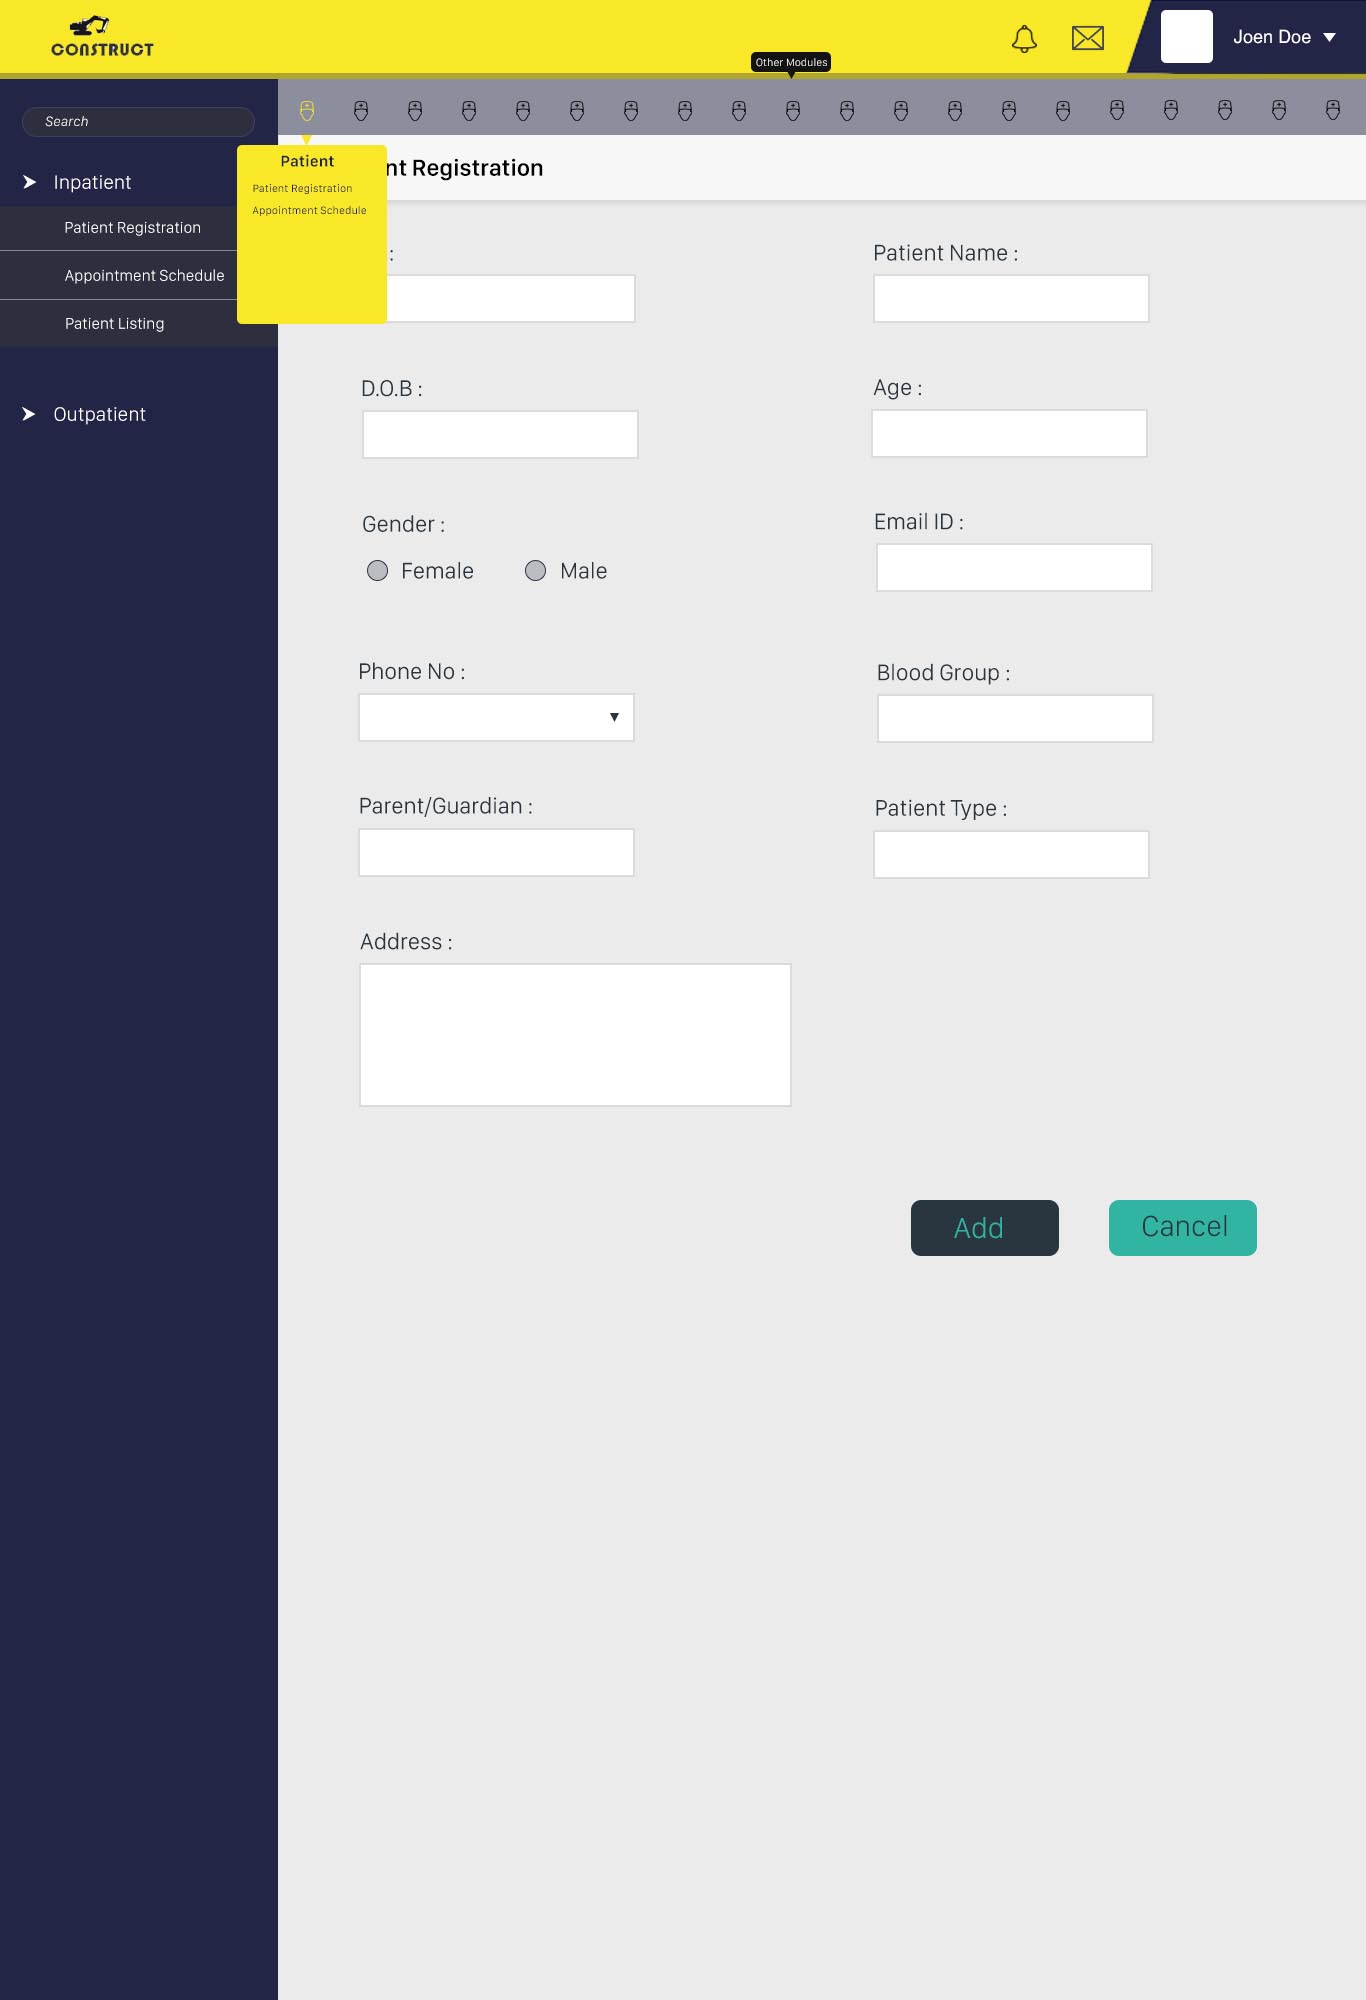 CONSTRUCT
Joen Doe
Other Modules
Search
Inpatient
Patient Registration
Appointment Schedule
Patient Listing
Outpatient
Patient
Patient Registration
Appointment Schedule
nt Registration
:
Patient Name :
D.O.B :
Age :
Gender :
Female
Male
Email ID :
Phone No :
Blood Group :
Parent/Guardian :
Patient Type :
Address :
Add
Cancel